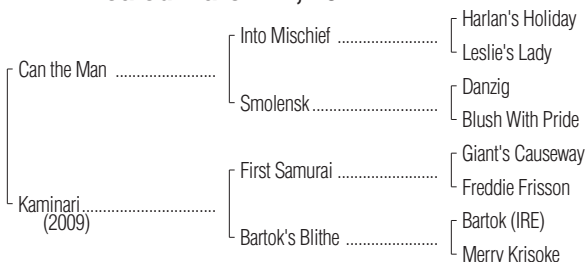 Harlan's Holiday
Into Mischief ............................
Leslie's Lady
Can the Man ............................
Danzig
Smolensk ............................
Blush With Pride
Giant's Causeway
First Samurai ............................
Freddie Frisson
Kaminari ............................
(2009)
Bartok (IRE)
Bartok's Blithe ............................
Merry Krisoke